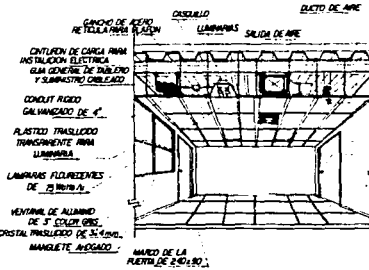 GANCHO DE ACERO
RETICULA PARA PLAFON
CASQUILLO
LUMINARIAS
SALIDA DE AIRE
DUCTO DE AIRE
CINTURON DE CARGA PARA
INSTALACION ELECTRICA
GUIA GENERAL DE TABLERO
Y SUMINISTRO CABLEADO
CONDUIT RIGIDO
GALVANIZADO DE 4"
PLASTICO TRASLUCIDO
TRANSPARENTE PARA
LUMINARIA
LAMPARAS FLOURECENTES
DE 75 Watts
VENTANAL DE ALUMINIO
DE 3" COLOR GRIS
CRISTAL TRASLUCIDO DE
MANGUETE AHOGADO
MARCO DE LA
PUERTA DE 240 x 90